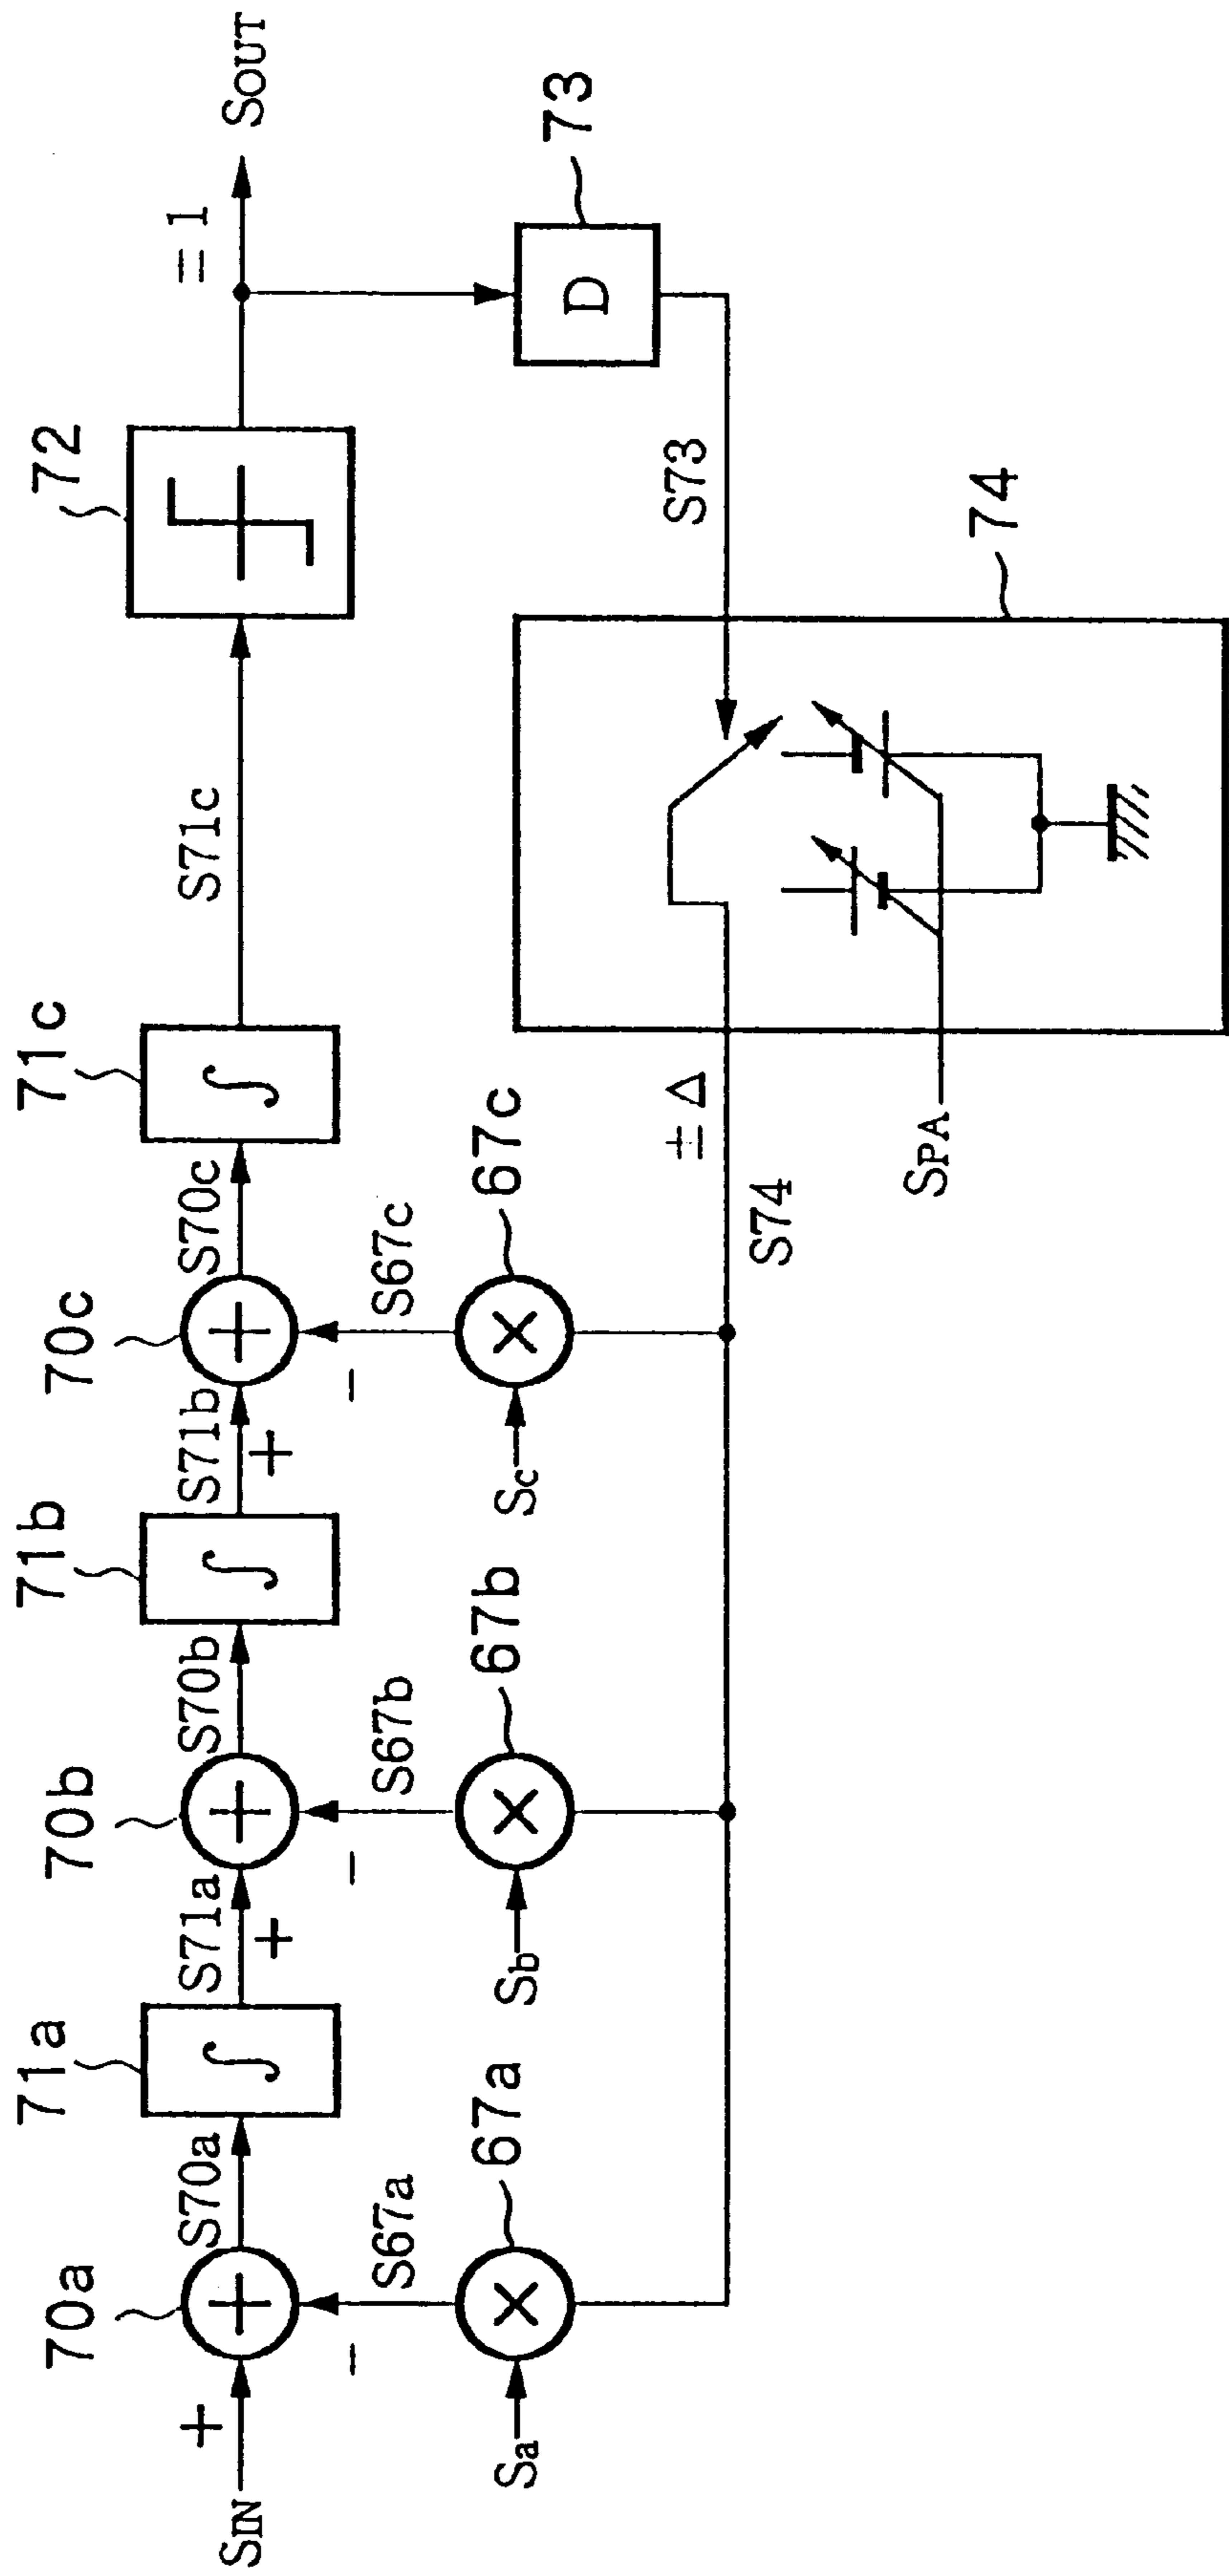 70a
71a
70b
71b
70c
71c
72
SIN
+
S70a
∫
S71a
+
S70b
∫
S71b
+
S70c
∫
S71c
= 1
SOUT
-
S67a
-
S67b
-
S67c
Sa
×
67a
Sb
×
67b
Sc
×
67c
D
73
± Δ
S74
S73
SPA
74